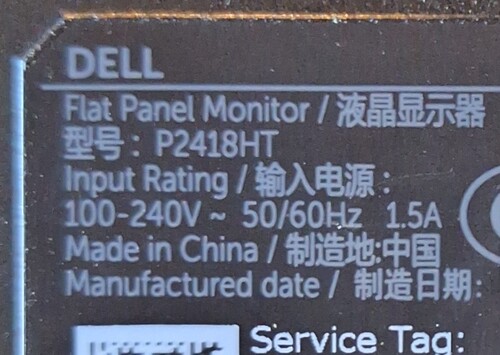 DELL
Flat Panel Monitor / 液晶显示器
型号: P2418HT
Input Rating / 输入电源:
100-240V ~ 50/60Hz 1.5A
Made in China / 制造地:中国
Manufactured date / 制造日期:
Service Tag: